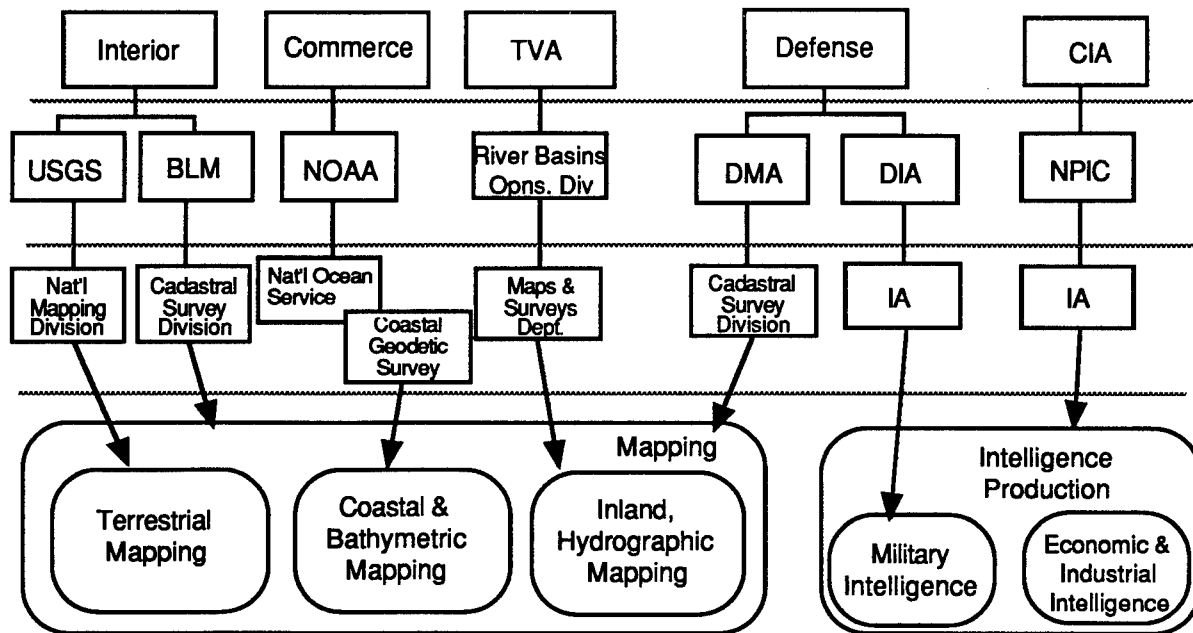 Interior
Commerce
TVA
Defense
CIA
USGS
BLM
NOAA
River Basins
Opns. Div
DMA
DIA
NPIC
Nat'l
Mapping
Division
Cadastral
Survey
Division
Nat'l Ocean
Service
Coastal
Geodetic
Survey
Maps &
Surveys
Dept.
Cadastral
Survey
Division
IA
IA
Mapping
Terrestrial
Mapping
Coastal &
Bathymetric
Mapping
Inland,
Hydrographic
Mapping
Intelligence
Production
Military
Intelligence
Economic &
Industrial
Intelligence